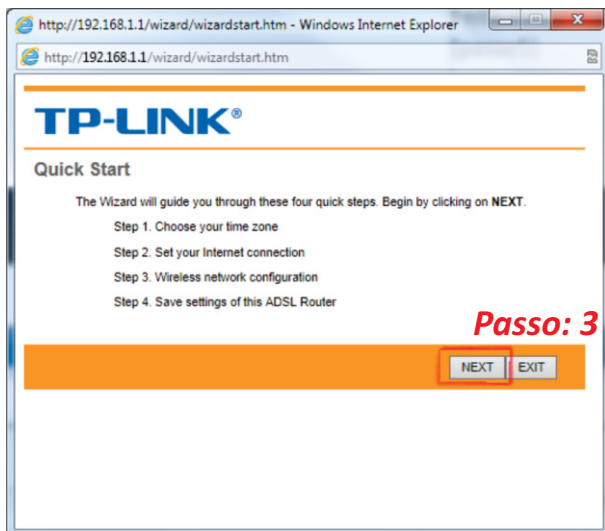 http://192.168.1.1/wizard/wizardstart.htm - Windows Internet Explorer
http://192.168.1.1/wizard/wizardstart.htm
TP-LINK®
Quick Start
The Wizard will guide you through these four quick steps. Begin by clicking on NEXT.
Step 1. Choose your time zone
Step 2. Set your Internet connection
Step 3. Wireless network configuration
Step 4. Save settings of this ADSL Router
Passo: 3
NEXT EXIT